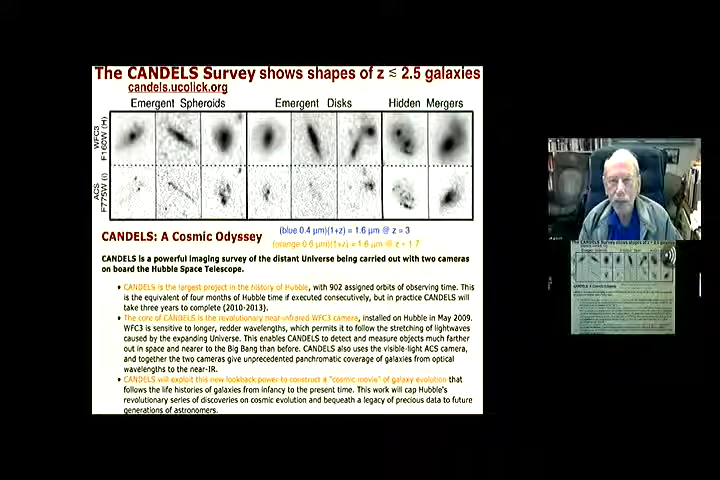 The CANDELS Survey shows shapes of z ≲ 2.5 galaxies
candels.ucolick.org
Emergent Spheroids Emergent Disks Hidden Mergers
WFC3
F160W (H)
ACS
F775W (i)
CANDELS: A Cosmic Odyssey
(blue 0.4 μm)(1+z) = 1.6 μm @ z = 3
(orange 0.6 μm)(1+z) = 1.6 μm @ z = 1.7
CANDELS is a powerful imaging survey of the distant Universe being carried out with two cameras
on board the Hubble Space Telescope.
• CANDELS is the largest project in the history of Hubble, with 902 assigned orbits of observing time. This
is the equivalent of four months of Hubble time if executed consecutively, but in practice CANDELS will
take three years to complete (2010-2013).
• The core of CANDELS is the revolutionary near-infrared WFC3 camera, installed on Hubble in May 2009.
WFC3 is sensitive to longer, redder wavelengths, which permits it to follow the stretching of lightwaves
caused by the expanding Universe. This enables CANDELS to detect and measure objects much farther
out in space and nearer to the Big Bang than before. CANDELS also uses the visible-light ACS camera,
and together the two cameras give unprecedented panchromatic coverage of galaxies from optical
wavelengths to the near-IR.
• CANDELS will exploit this new lookback power to construct a "cosmic movie" of galaxy evolution that
follows the life histories of galaxies from infancy to the present time. This work will cap Hubble's
revolutionary series of discoveries on cosmic evolution and bequeath a legacy of precious data to future
generations of astronomers.
The CANDELS Survey shows shapes of z ≲ 2.5 galaxies